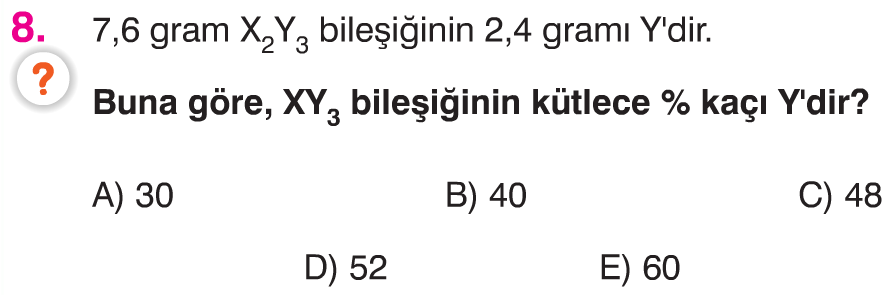 8. 7,6 gram X₂Y₃ bileşiğinin 2,4 gramı Y'dir.
?
Buna göre, XY₃ bileşiğinin kütlece % kaçı Y'dir?
A) 30 B) 40 C) 48
D) 52 E) 60